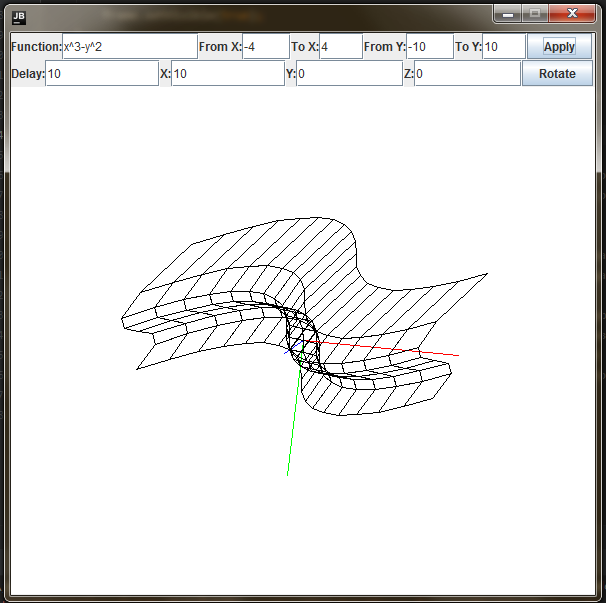 JB
Function: x^3-y^2 From X: -4 To X: 4 From Y: -10 To Y: 10 Apply
Delay: 10 X: 10 Y: 0 Z: 0 Rotate